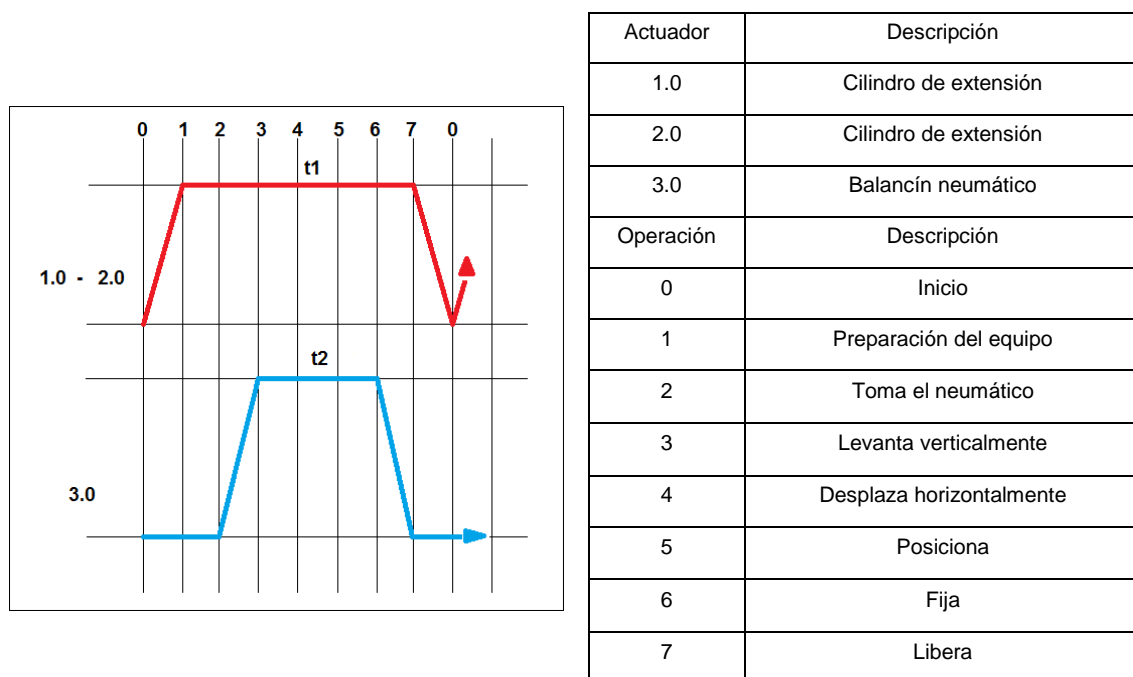 0 1 2 3 4 5 6 7 0
t1
1.0 - 2.0
t2
3.0
Actuador Descripción
1.0 Cilindro de extensión
2.0 Cilindro de extensión
3.0 Balancín neumático
Operación Descripción
0 Inicio
1 Preparación del equipo
2 Toma el neumático
3 Levanta verticalmente
4 Desplaza horizontalmente
5 Posiciona
6 Fija
7 Libera